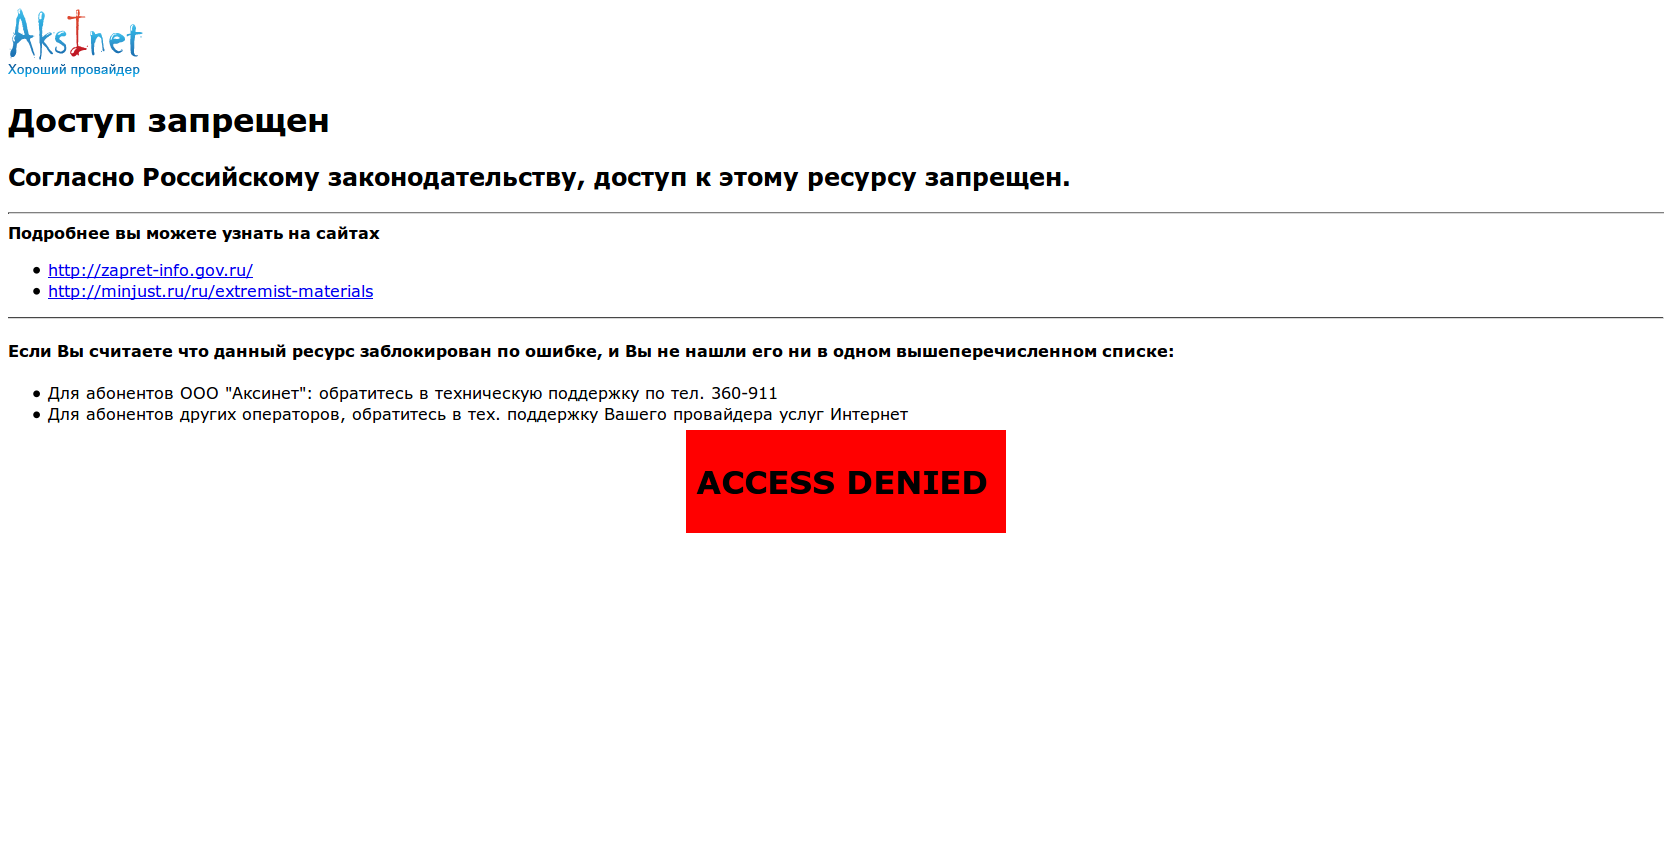 AksInet
Хороший провайдер
Доступ запрещен
Согласно Российскому законодательству, доступ к этому ресурсу запрещен.
Подробнее вы можете узнать на сайтах
http://zapret-info.gov.ru/
http://minjust.ru/ru/extremist-materials
Если Вы считаете что данный ресурс заблокирован по ошибке, и Вы не нашли его ни в одном вышеперечисленном списке:
Для абонентов ООО "Аксинет": обратитесь в техническую поддержку по тел. 360-911
Для абонентов других операторов, обратитесь в тех. поддержку Вашего провайдера услуг Интернет
ACCESS DENIED